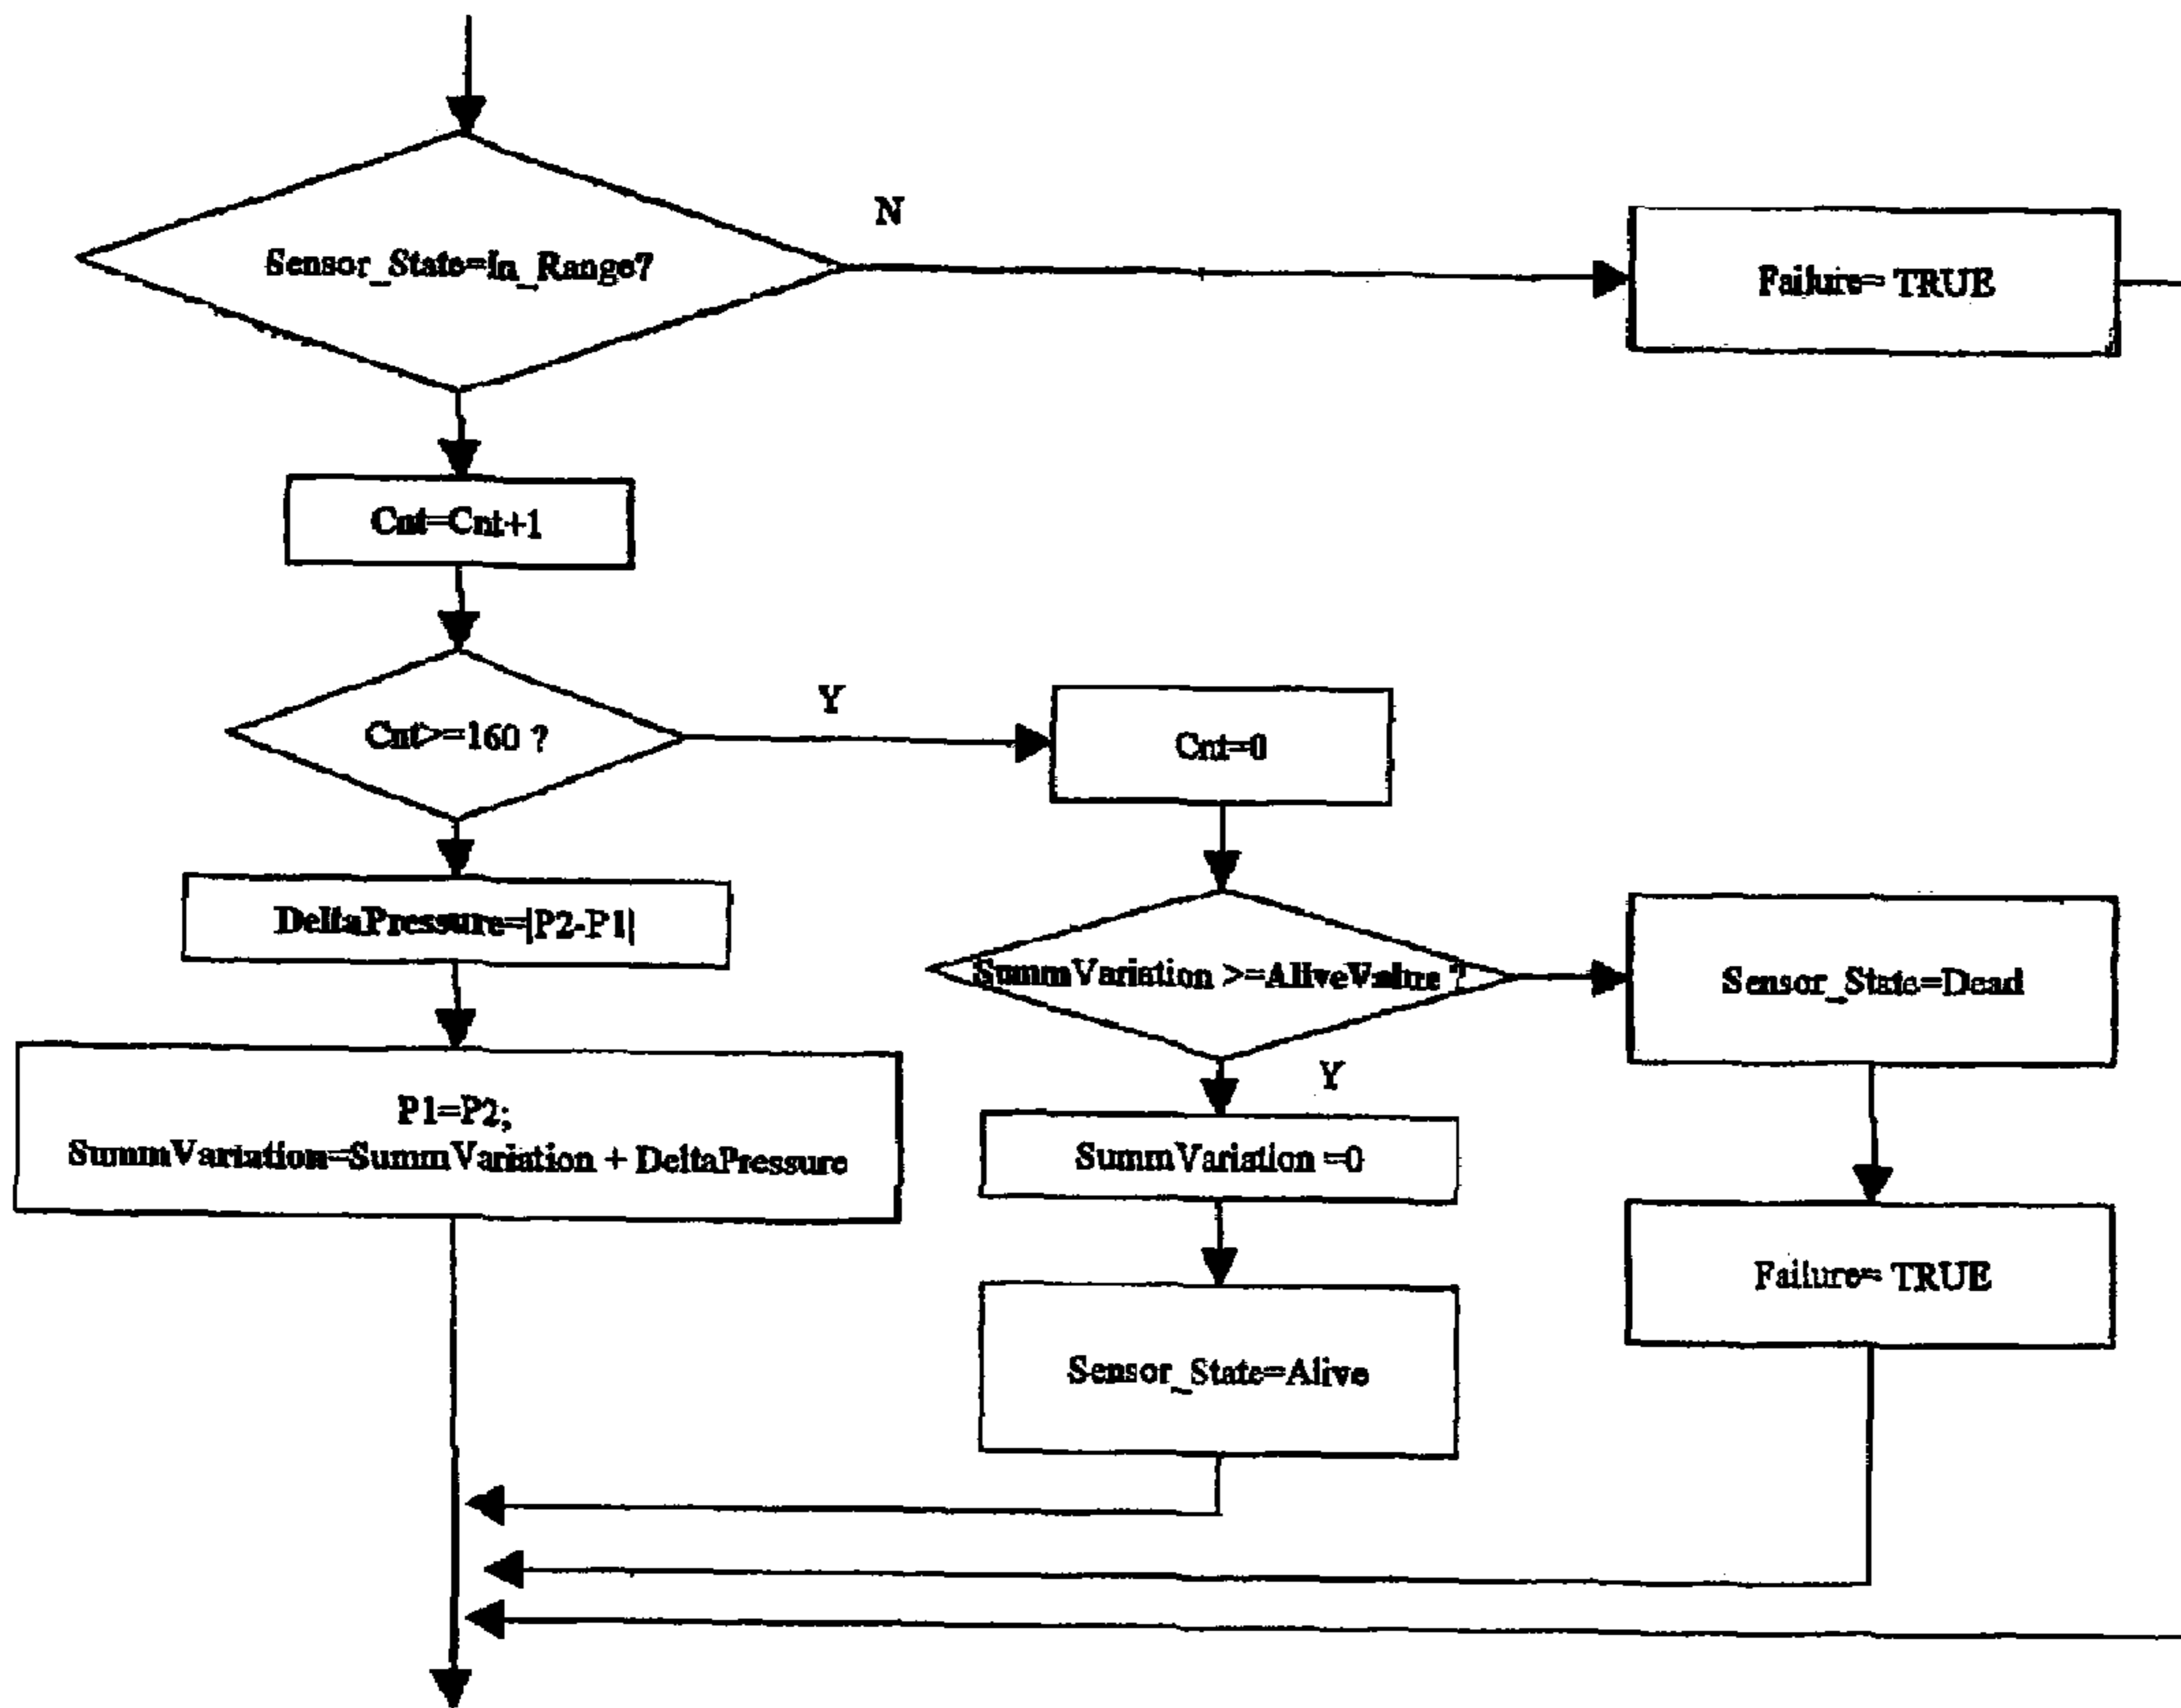 N
Sensor_State=In_Range?
Failure= TRUE
Cnt=Cnt+1
Y
Cnt>=160 ?
Cnt=0
DeltaPressure=|P2-P1|
SummVariation >=AliveValue ?
Sensor_State=Dead
P1=P2;
SummVariation=SummVariation + DeltaPressure
Y
SummVariation =0
Failure= TRUE
Sensor_State=Alive